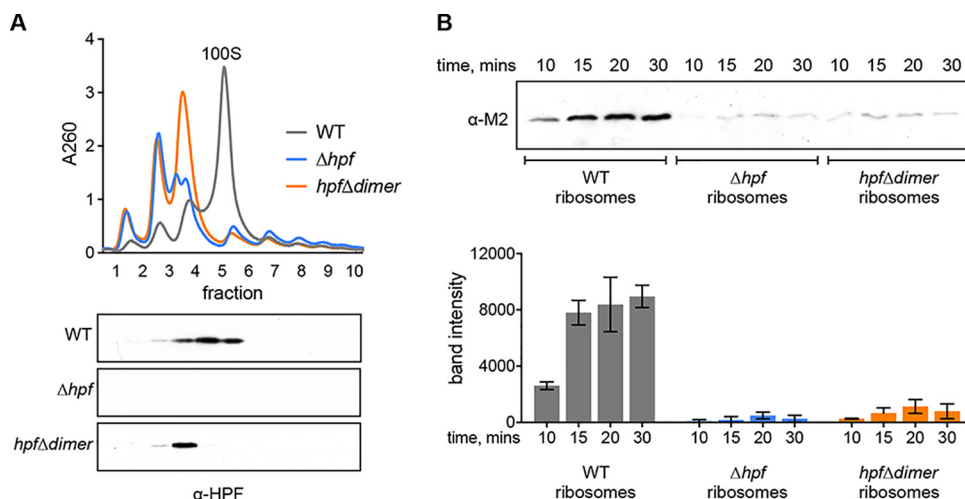 A
100S
4
3
2
1
0
A260
WT
Δhpf
hpfΔdimer
1 2 3 4 5 6 7 8 9 10
fraction
WT
Δhpf
hpfΔdimer
α-HPF
B
time, mins 10 15 20 30 10 15 20 30 10 15 20 30
α-M2
WT Δhpf hpfΔdimer
ribosomes ribosomes ribosomes
12000
8000
4000
0
band intensity
time, mins 10 15 20 30 10 15 20 30 10 15 20 30
WT Δhpf hpfΔdimer
ribosomes ribosomes ribosomes